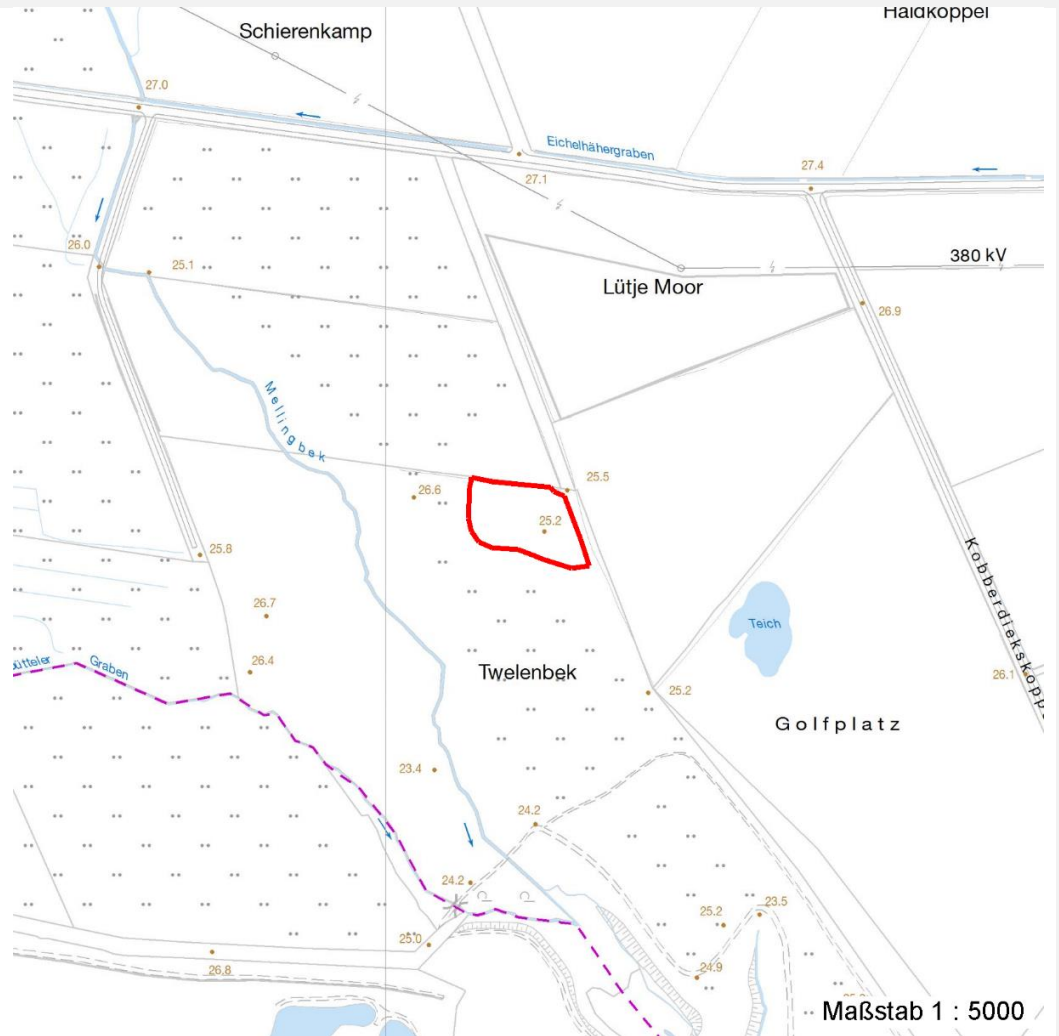 Schierenkamp
Haidkoppel
27.0
Eichelhähergraben
27.1
27.4
26.0
25.1
380 kV
Lütje Moor
26.9
Mellingbek
26.6
25.5
25.2
25.8
Kobberdiekskoppe
26.7
Teich
26.4
ütteler Graben
Twelenbek
25.2
26.1
Golfplatz
23.4
24.2
24.2
25.2
23.5
25.0
26.8
24.9
Maßstab 1 : 5000